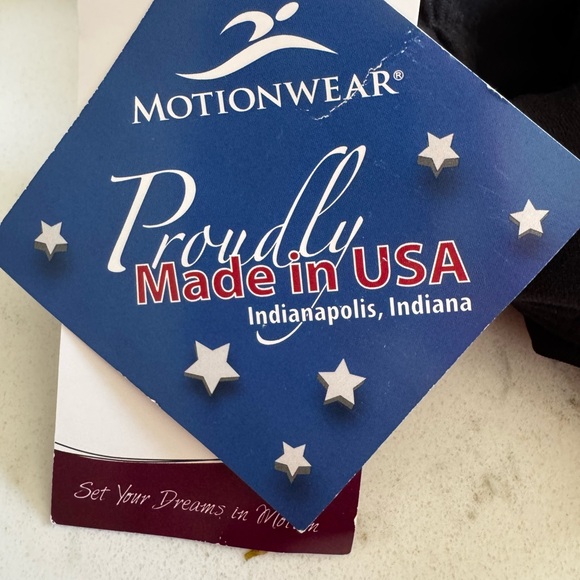 MOTIONWEAR®
Proudly
Made in USA
Indianapolis, Indiana
Set Your Dreams in Motion